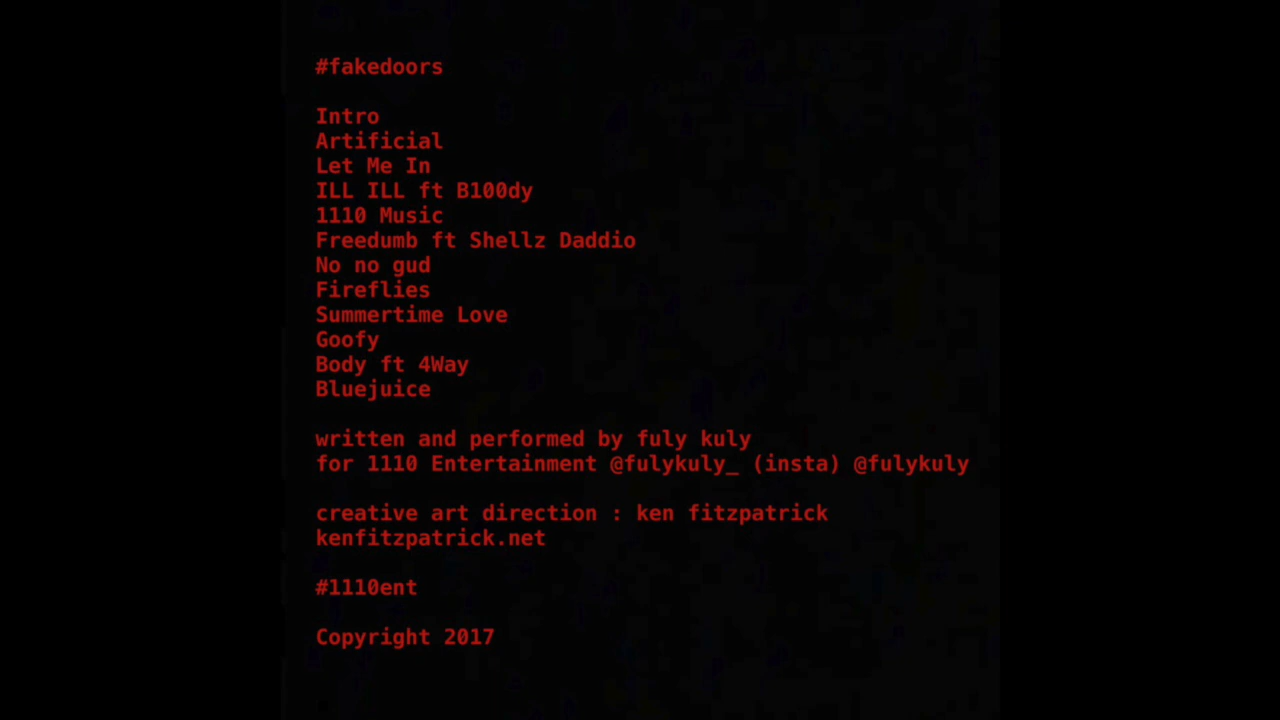 #fakedoors
Intro
Artificial
Let Me In
ILL ILL ft B100dy
1110 Music
Freedumb ft Shellz Daddio
No no gud
Fireflies
Summertime Love
Goofy
Body ft 4Way
Bluejuice
written and performed by fuly kuly
for 1110 Entertainment @fulykuly_ (insta) @fulykuly
creative art direction : ken fitzpatrick
kenfitzpatrick.net
#1110ent
Copyright 2017